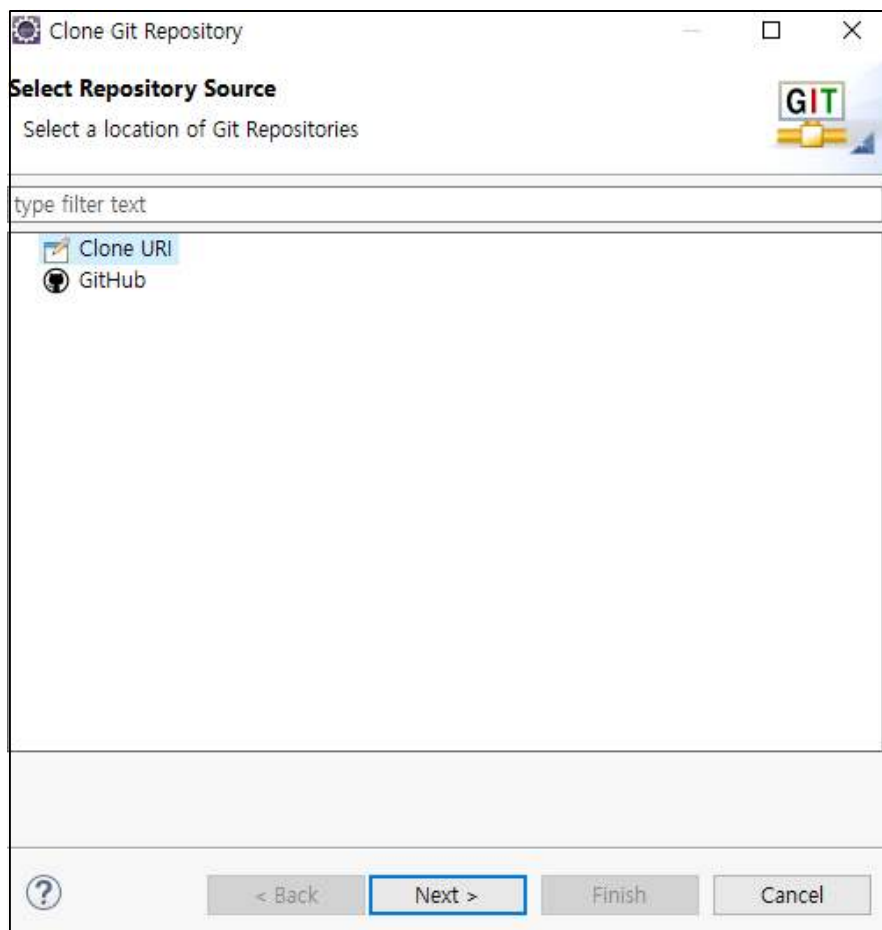 Clone Git Repository
Select Repository Source
Select a location of Git Repositories
GIT
type filter text
Clone URI
GitHub
?
< Back Next > Finish Cancel